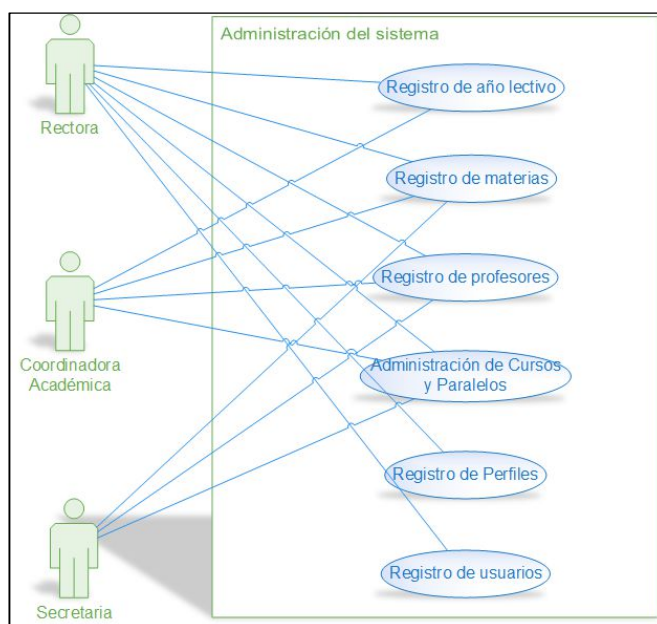 Administración del sistema
Rectora
Registro de año lectivo
Registro de materias
Registro de profesores
Coordinadora
Académica
Administración de Cursos
y Paralelos
Registro de Perfiles
Registro de usuarios
Secretaria